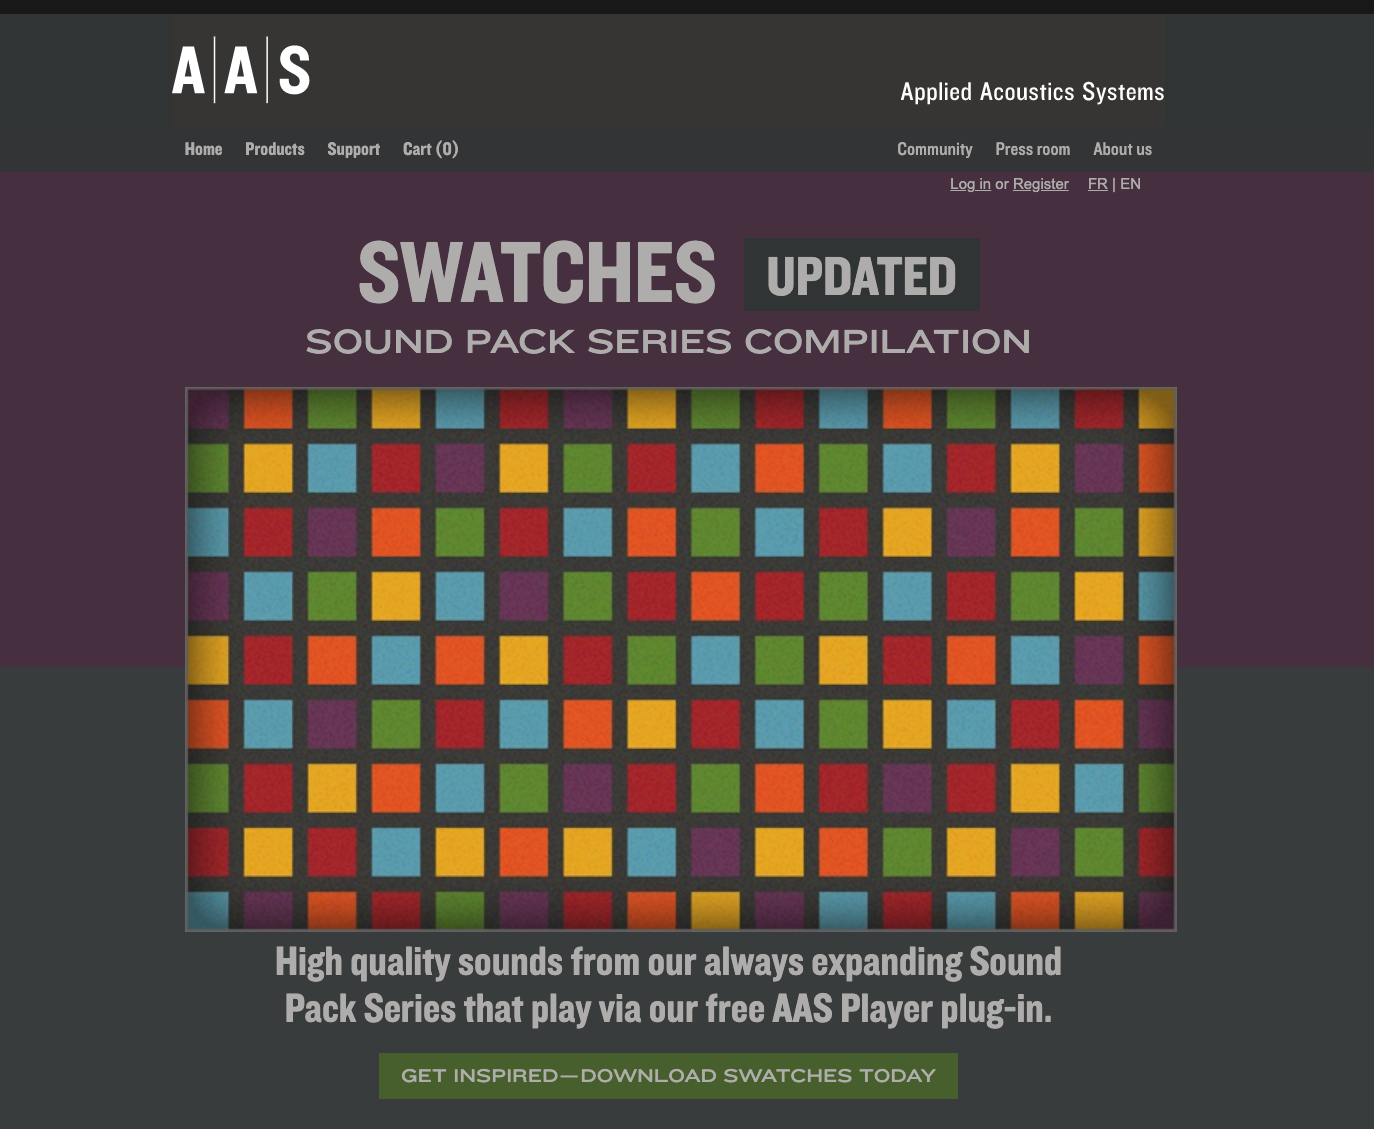 A|A|S
Applied Acoustics Systems
Home Products Support Cart (0)
Community Press room About us
Log in or Register FR | EN
SWATCHES UPDATED
SOUND PACK SERIES COMPILATION
High quality sounds from our always expanding Sound
Pack Series that play via our free AAS Player plug-in.
GET INSPIRED—DOWNLOAD SWATCHES TODAY